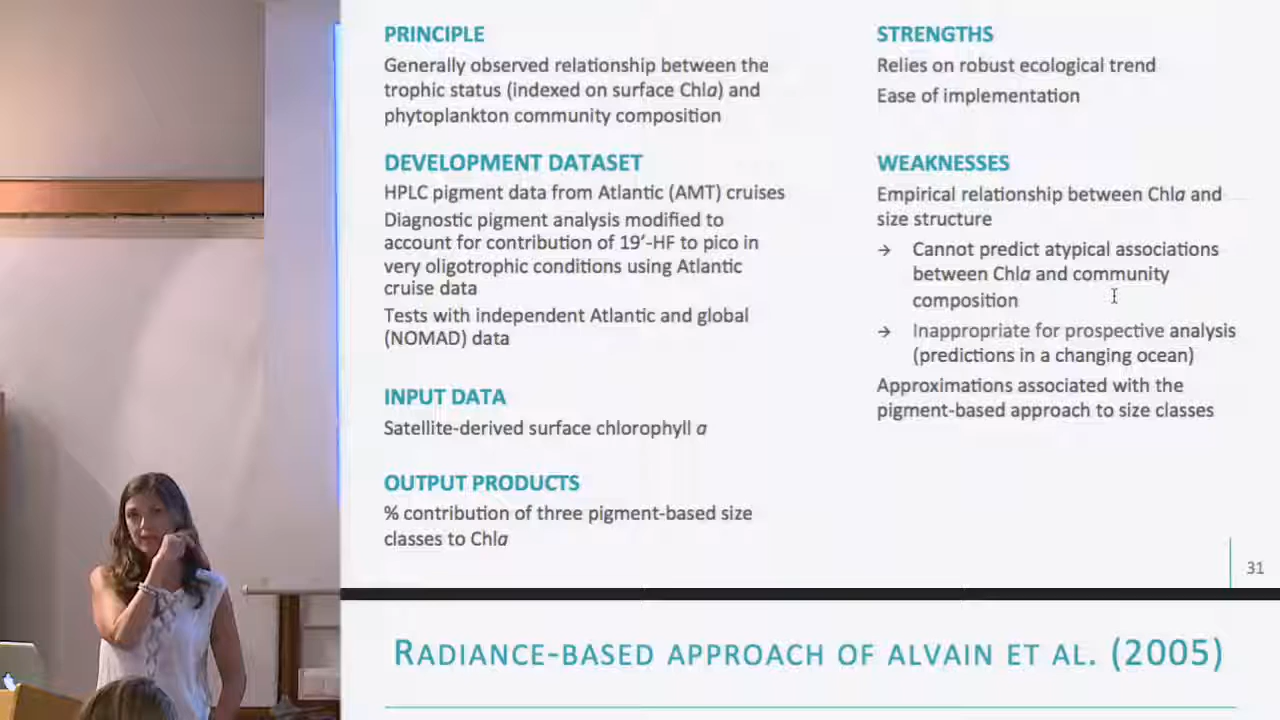 PRINCIPLE
Generally observed relationship between the
trophic status (indexed on surface Chla) and
phytoplankton community composition
DEVELOPMENT DATASET
HPLC pigment data from Atlantic (AMT) cruises
Diagnostic pigment analysis modified to
account for contribution of 19’-HF to pico in
very oligotrophic conditions using Atlantic
cruise data
Tests with independent Atlantic and global
(NOMAD) data
INPUT DATA
Satellite-derived surface chlorophyll a
OUTPUT PRODUCTS
% contribution of three pigment-based size
classes to Chla
STRENGTHS
Relies on robust ecological trend
Ease of implementation
WEAKNESSES
Empirical relationship between Chla and
size structure
→ Cannot predict atypical associations
between Chla and community
composition
→ Inappropriate for prospective analysis
(predictions in a changing ocean)
Approximations associated with the
pigment-based approach to size classes
31
RADIANCE-BASED APPROACH OF ALVAIN ET AL. (2005)